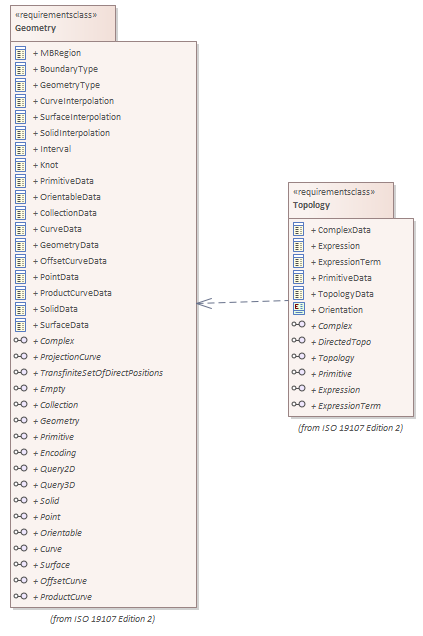 «requirementsclass»
Geometry
+ MBRegion
+ BoundaryType
+ GeometryType
+ CurveInterpolation
+ SurfaceInterpolation
+ SolidInterpolation
+ Interval
+ Knot
+ PrimitiveData
+ OrientableData
+ CollectionData
+ CurveData
+ GeometryData
+ OffsetCurveData
+ PointData
+ ProductCurveData
+ SolidData
+ SurfaceData
+ Complex
+ ProjectionCurve
+ TransfiniteSetOfDirectPositions
+ Empty
+ Collection
+ Geometry
+ Primitive
+ Encoding
+ Query2D
+ Query3D
+ Solid
+ Point
+ Orientable
+ Curve
+ Surface
+ OffsetCurve
+ ProductCurve
(from ISO 19107 Edition 2)
«requirementsclass»
Topology
+ ComplexData
+ Expression
+ ExpressionTerm
+ PrimitiveData
+ TopologyData
E + Orientation
+ Complex
+ DirectedTopo
+ Topology
+ Primitive
+ Expression
+ ExpressionTerm
(from ISO 19107 Edition 2)